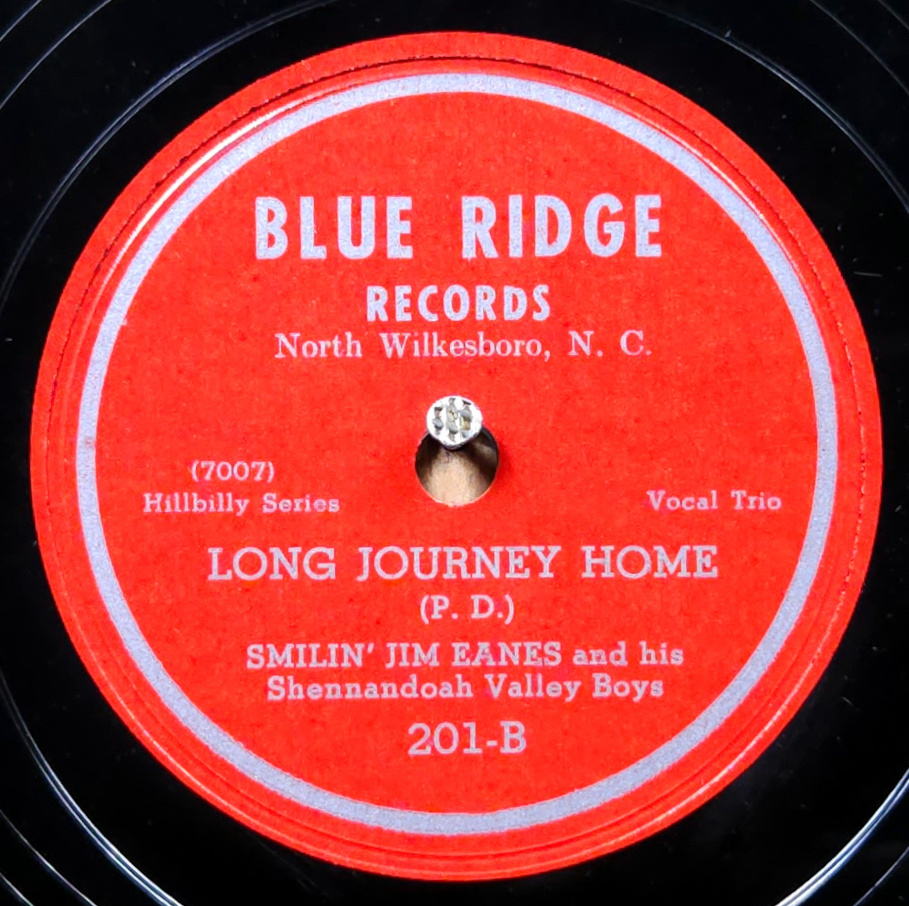 BLUE RIDGE
RECORDS
North Wilkesboro, N. C.
(7007)
Hillbilly Series
Vocal Trio
LONG JOURNEY HOME
(P. D.)
SMILIN' JIM EANES and his
Shennandoah Valley Boys
201-B